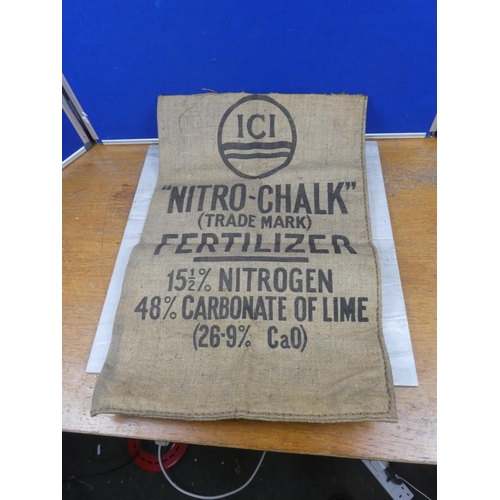 ICI
"NITRO-CHALK"
(TRADE MARK)
FERTILIZER
15½% NITROGEN
48% CARBONATE OF LIME
(26·9% CaO)